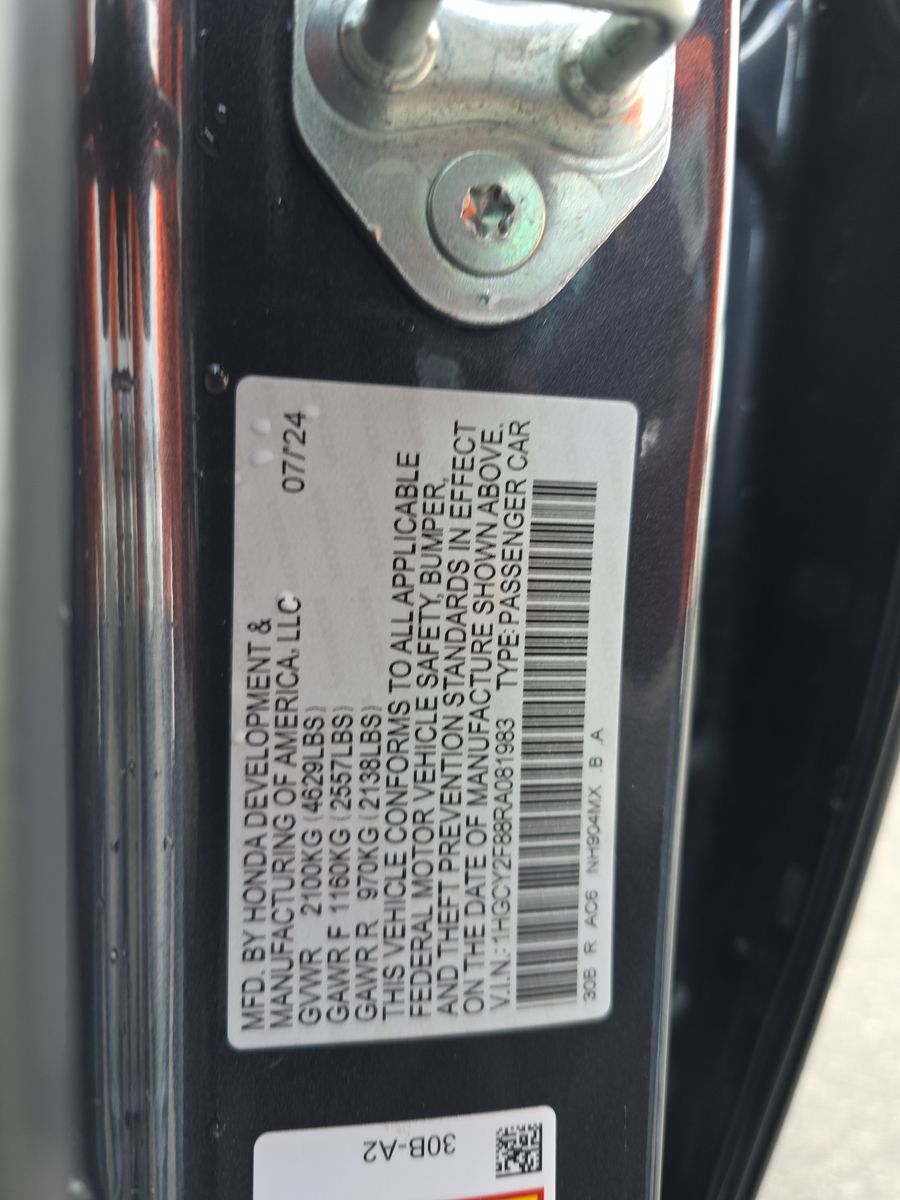 MFD. BY HONDA DEVELOPMENT &
MANUFACTURING OF AMERICA, LLC 07/'24
GVWR 2100KG (4629LBS)
GAWR F 1160KG (2557LBS)
GAWR R 970KG (2138LBS)
THIS VEHICLE CONFORMS TO ALL APPLICABLE
FEDERAL MOTOR VEHICLE SAFETY, BUMPER,
AND THEFT PREVENTION STANDARDS IN EFFECT
ON THE DATE OF MANUFACTURE SHOWN ABOVE.
V.I.N.: 1HGCY2F88RA081983 TYPE: PASSENGER CAR
30B R AC6 NH904MX .B .A
30B-A2